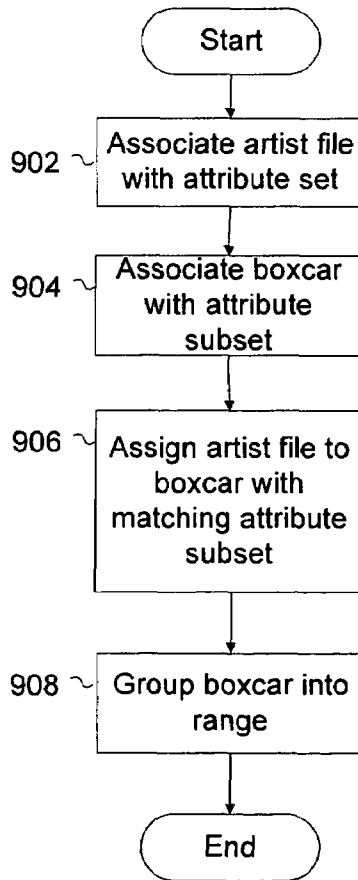 Start
902
Associate artist file
with attribute set
904
Associate boxcar
with attribute
subset
906
Assign artist file to
boxcar with
matching attribute
subset
908
Group boxcar into
range
End